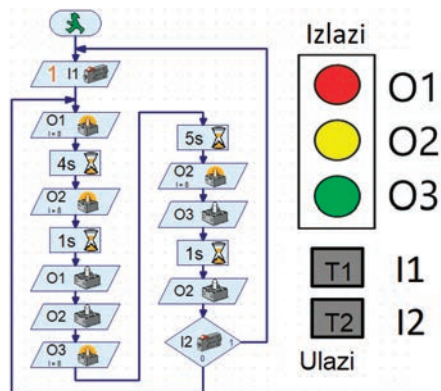 1 I1
O1
I = 8
4s
O2
I = 8
1s
O1
O2
O3
I = 8
5s
O2
I = 8
O3
1s
O2
I2
1
0
Izlazi
O1
O2
O3
T1 I1
T2 I2
Ulazi